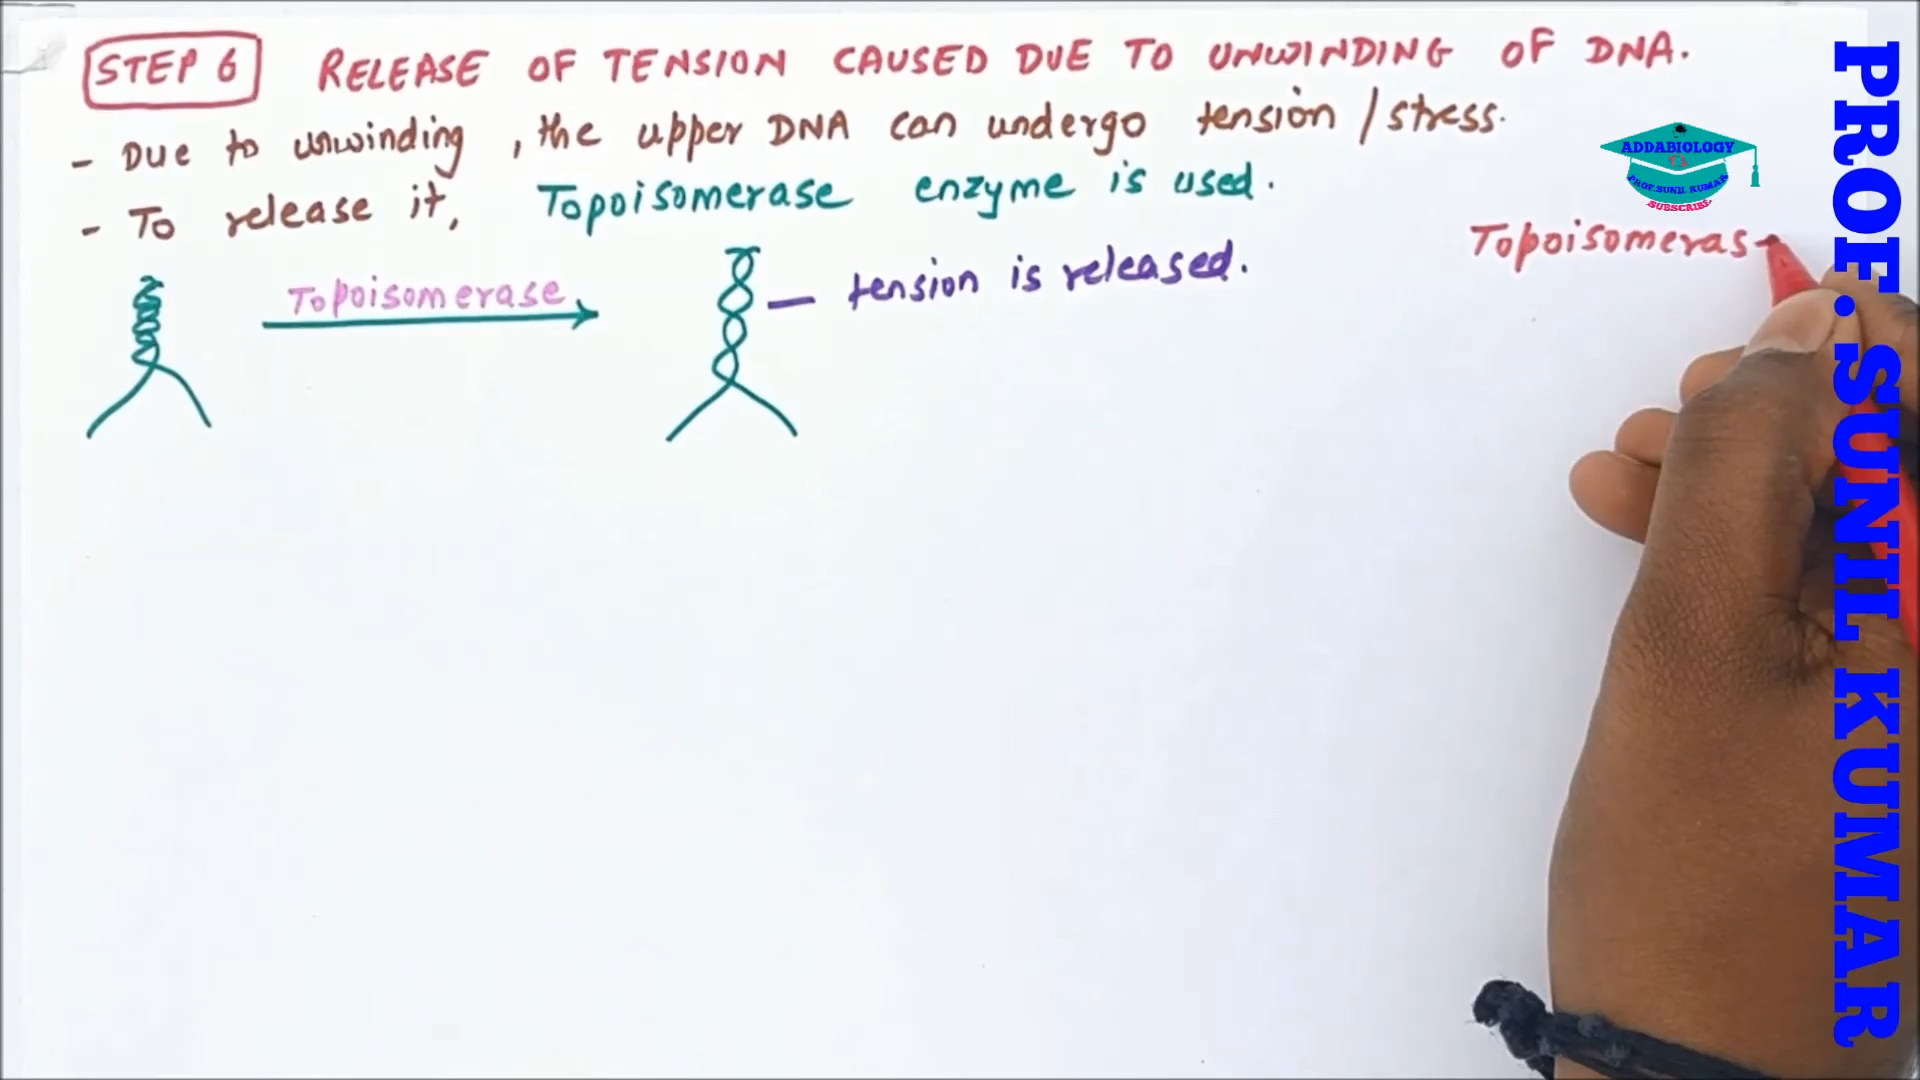 STEP 6 RELEASE OF TENSION CAUSED DUE TO UNWINDING OF DNA.
- Due to unwinding, the upper DNA can undergo tension / stress.
- To release it, Topoisomerase enzyme is used.
Topoisomerase
— tension is released.
Topoisomeras
ADDABIOLOGY
PROF.SUNIL KUMAR
SUBSCRIBE
PROF. SUNIL KUMAR